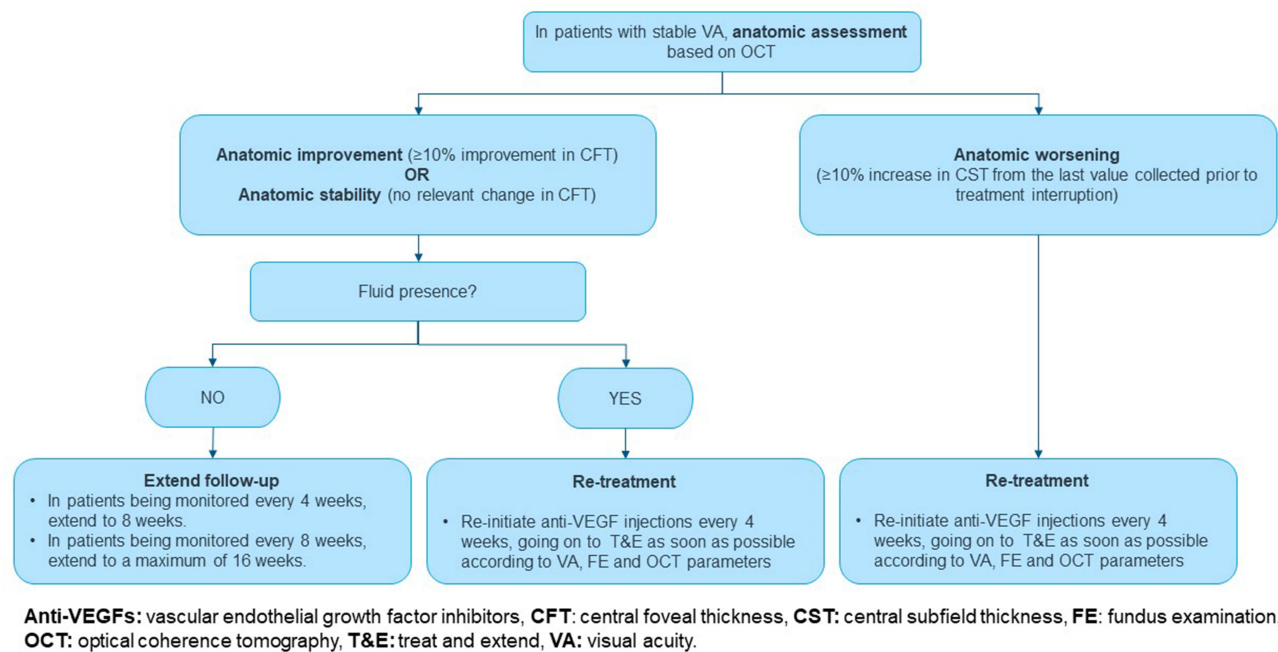 In patients with stable VA, anatomic assessment
based on OCT
Anatomic improvement (≥10% improvement in CFT)
OR
Anatomic stability (no relevant change in CFT)
Anatomic worsening
(≥10% increase in CST from the last value collected prior to
treatment interruption)
Fluid presence?
NO
YES
Extend follow-up
• In patients being monitored every 4 weeks,
extend to 8 weeks.
• In patients being monitored every 8 weeks,
extend to a maximum of 16 weeks.
Re-treatment
• Re-initiate anti-VEGF injections every 4
weeks, going on to T&E as soon as possible
according to VA, FE and OCT parameters
Re-treatment
• Re-initiate anti-VEGF injections every 4
weeks, going on to T&E as soon as possible
according to VA, FE and OCT parameters
Anti-VEGFs: vascular endothelial growth factor inhibitors, CFT: central foveal thickness, CST: central subfield thickness, FE: fundus examination.
OCT: optical coherence tomography, T&E: treat and extend, VA: visual acuity.